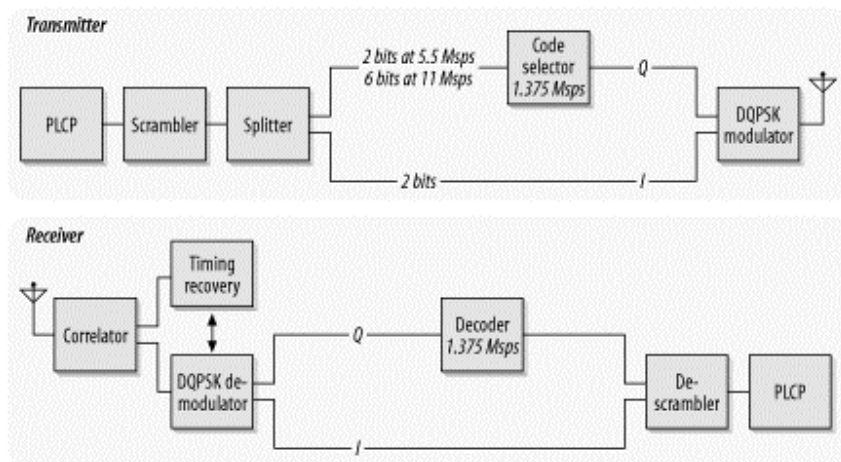 Transmitter
2 bits at 5.5 Msps
6 bits at 11 Msps
Code
selector
1.375 Msps
Q
PLCP
Scrambler
Splitter
DQPSK
modulator
2 bits
I
Receiver
Timing
recovery
Correlator
Q
Decoder
1.375 Msps
DQPSK de-
modulator
De-
scrambler
PLCP
I